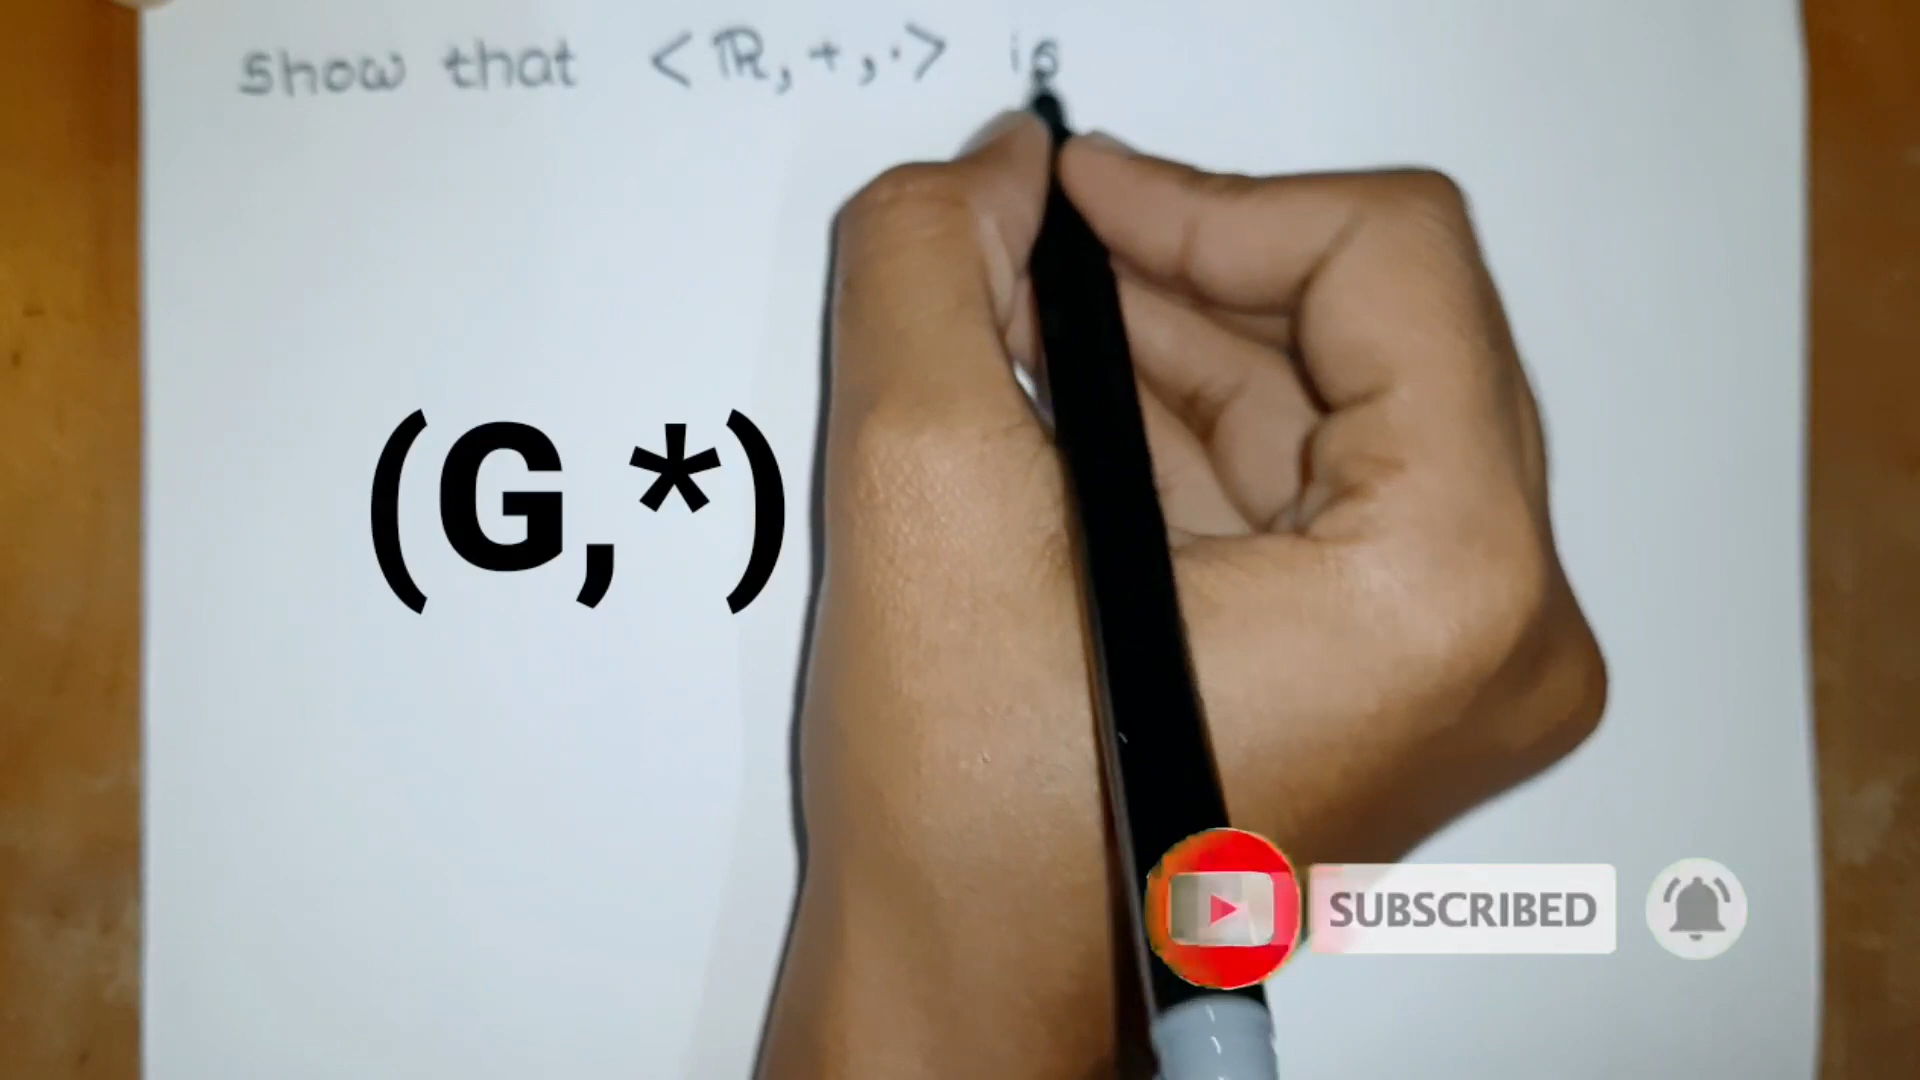 Show that <ℝ, +, ·> is
(G,*)
SUBSCRIBED